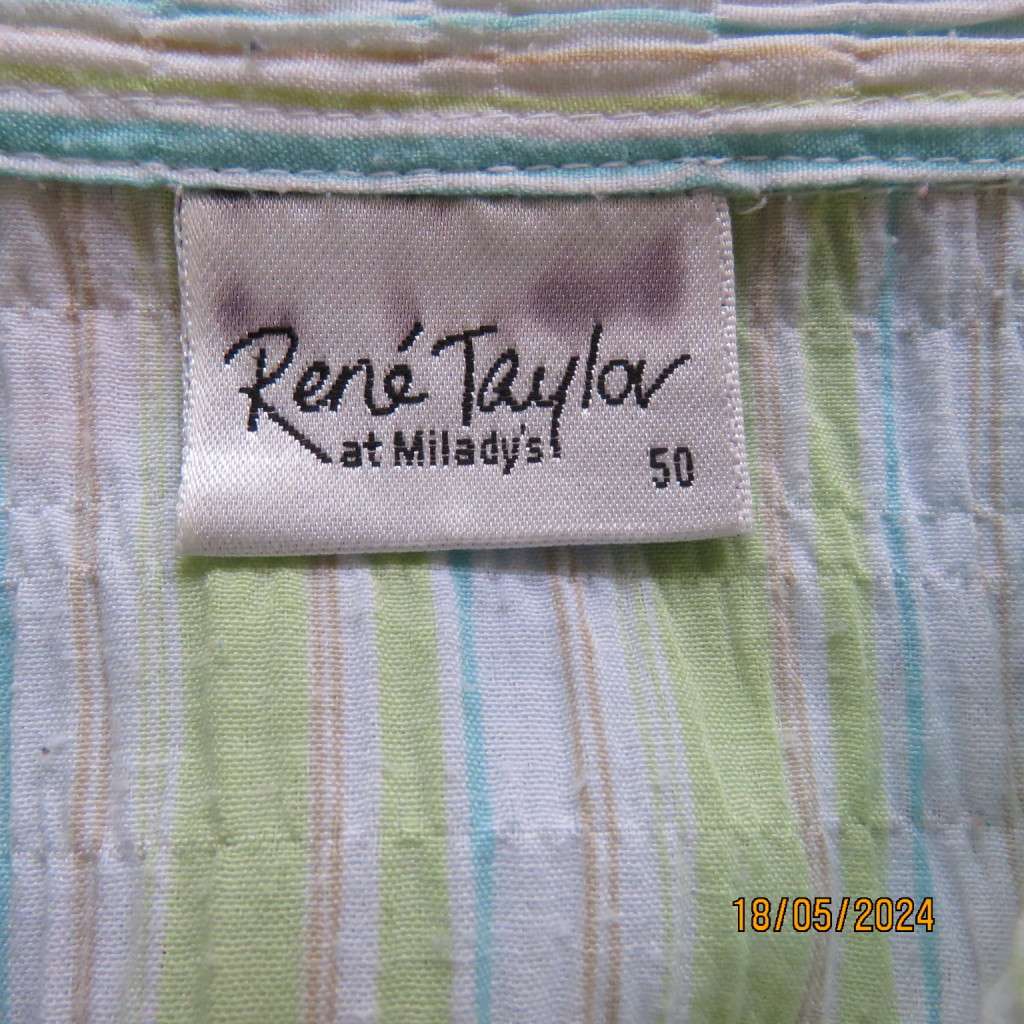 René Taylor
at Milady's
50
18/05/2024